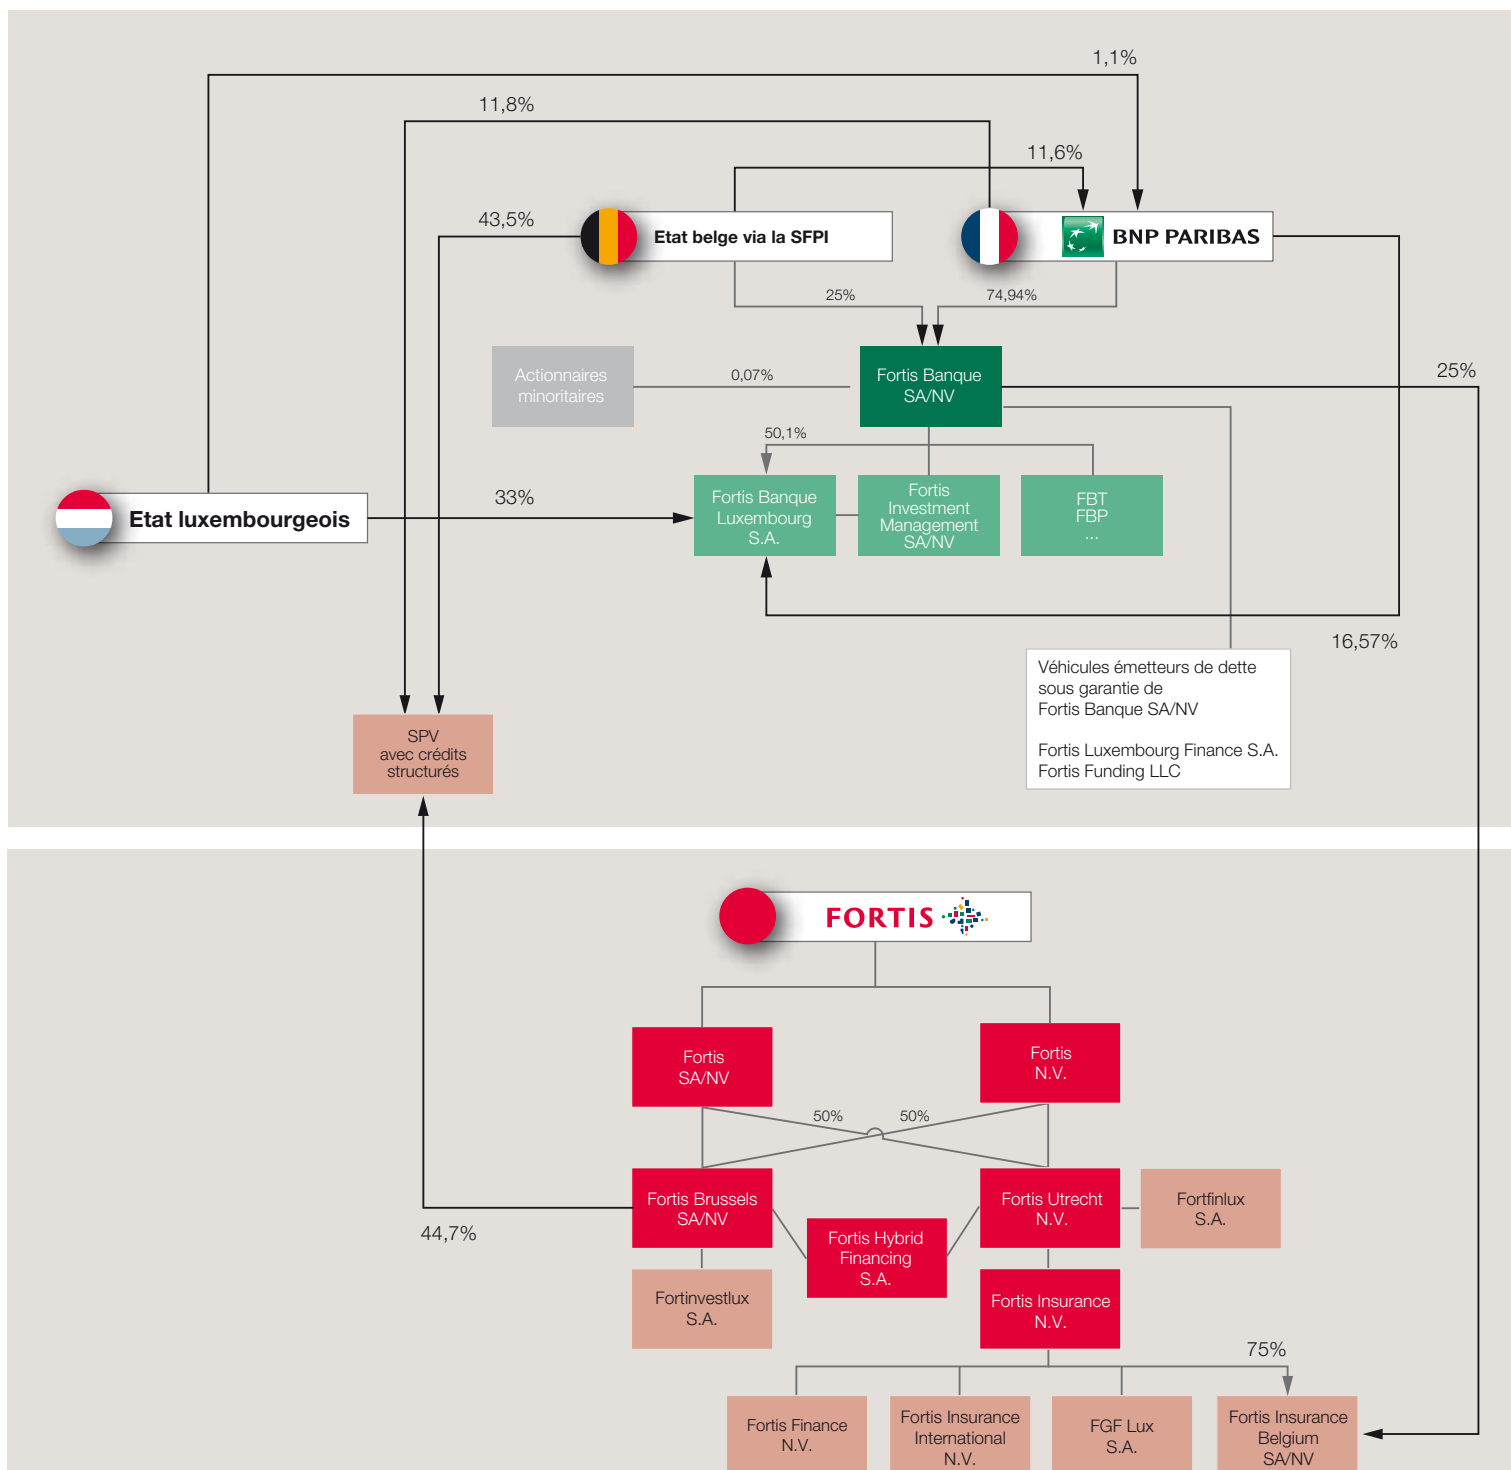 1,1%
11,8%
11,6%
43,5%
Etat belge via la SFPI
BNP PARIBAS
25%
74,94%
Actionnaires
minoritaires
0,07%
Fortis Banque
SA/NV
25%
50,1%
Etat luxembourgeois
33%
Fortis Banque
Luxembourg
S.A.
Fortis
Investment
Management
SA/NV
FBT
FBP
...
16,57%
Véhicules émetteurs de dette
sous garantie de
Fortis Banque SA/NV
Fortis Luxembourg Finance S.A.
Fortis Funding LLC
SPV
avec crédits
structurés
FORTIS
Fortis
SA/NV
Fortis
N.V.
50%
50%
Fortis Brussels
SA/NV
Fortis Utrecht
N.V.
Fortfinlux
S.A.
44,7%
Fortis Hybrid
Financing
S.A.
Fortinvestlux
S.A.
Fortis Insurance
N.V.
75%
Fortis Finance
N.V.
Fortis Insurance
International
N.V.
FGF Lux
S.A.
Fortis Insurance
Belgium
SA/NV